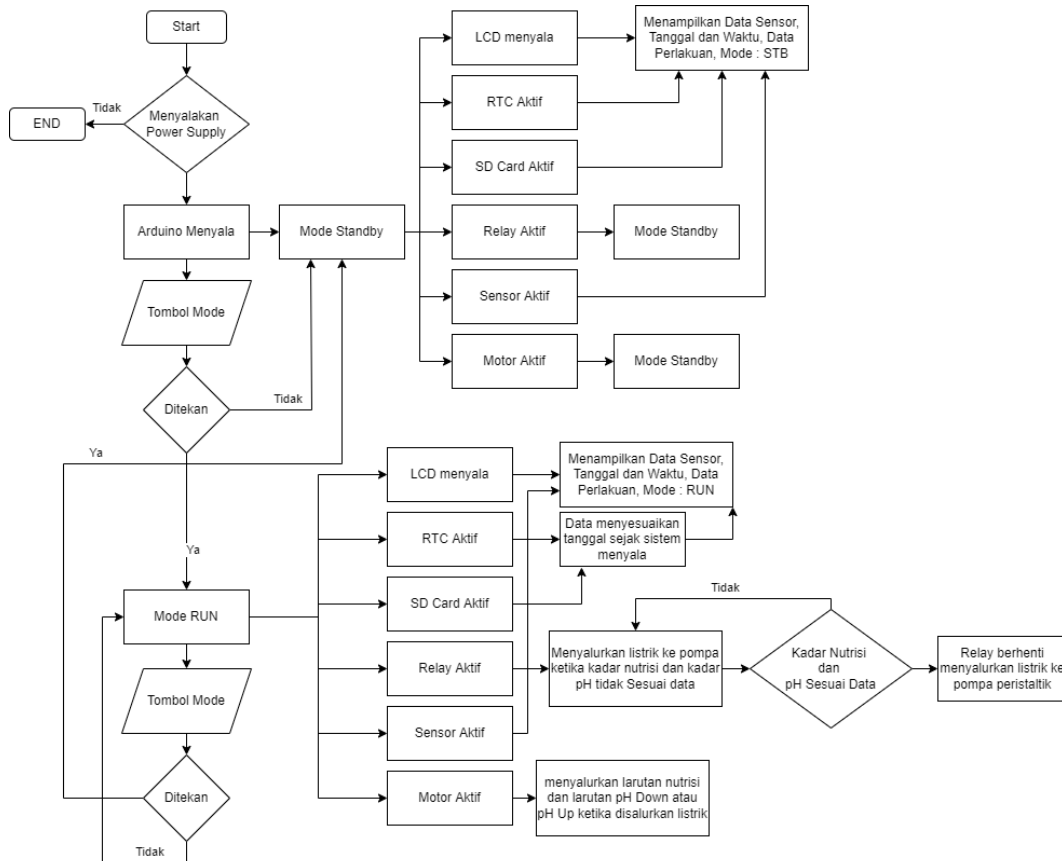 Start
Menyalakan
Power Supply
Tidak
END
Arduino Menyala
Mode Standby
Tombol Mode
Ditekan
Tidak
Ya
LCD menyala
RTC Aktif
SD Card Aktif
Relay Aktif
Sensor Aktif
Motor Aktif
Menampilkan Data Sensor,
Tanggal dan Waktu, Data
Perlakuan, Mode : STB
Mode Standby
Mode Standby
Ya
Mode RUN
Tombol Mode
Ditekan
Tidak
LCD menyala
RTC Aktif
SD Card Aktif
Relay Aktif
Sensor Aktif
Motor Aktif
Menampilkan Data Sensor,
Tanggal dan Waktu, Data
Perlakuan, Mode : RUN
Data menyesuaikan
tanggal sejak sistem
menyala
Menyalurkan listrik ke pompa
ketika kadar nutrisi dan kadar
pH tidak Sesuai data
Tidak
Kadar Nutrisi
dan
pH Sesuai Data
Relay berhenti
menyalurkan listrik ke
pompa peristaltik
menyalurkan larutan nutrisi
dan larutan pH Down atau
pH Up ketika disalurkan listrik